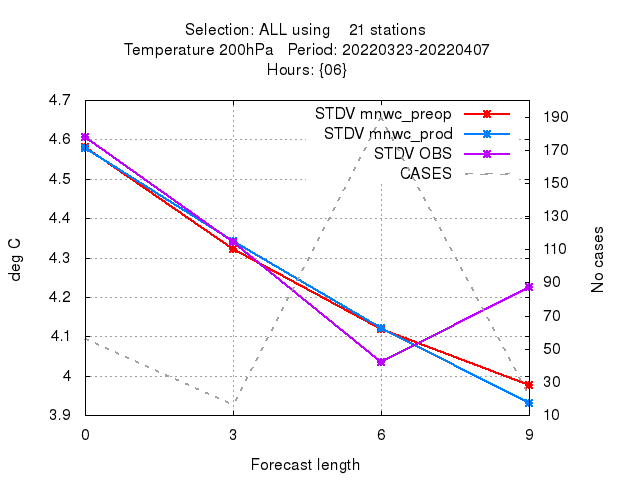 Selection: ALL using    21 stations
Temperature 200hPa   Period: 20220323-20220407
Hours: {06}
STDV mnwc_preop
STDV mnwc_prod
STDV OBS
CASES
deg C
4.7
4.6
4.5
4.4
4.3
4.2
4.1
4
3.9
190
170
150
130
110
90
70
50
30
10
No cases
0 3 6 9
Forecast length